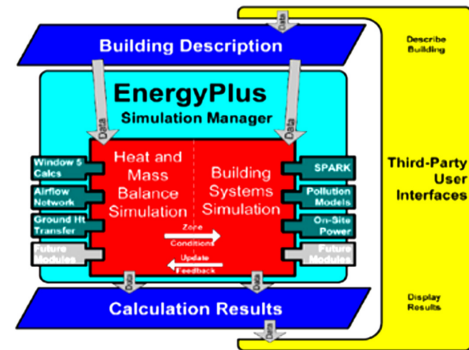 Data
Describe
Building
Building Description
Data
Data
EnergyPlus
Simulation Manager
Window 5
Calcs
Airflow
Network
Ground Ht
Transfer
Future
Modules
Heat and
Mass
Balance
Simulation
Building
Systems
Simulation
Zone
Conditions
Update
Feedback
SPARK
Pollution
Models
On-Site
Power
Future
Modules
Third-Party
User
Interfaces
Data
Data
Calculation Results
Display
Results
Data